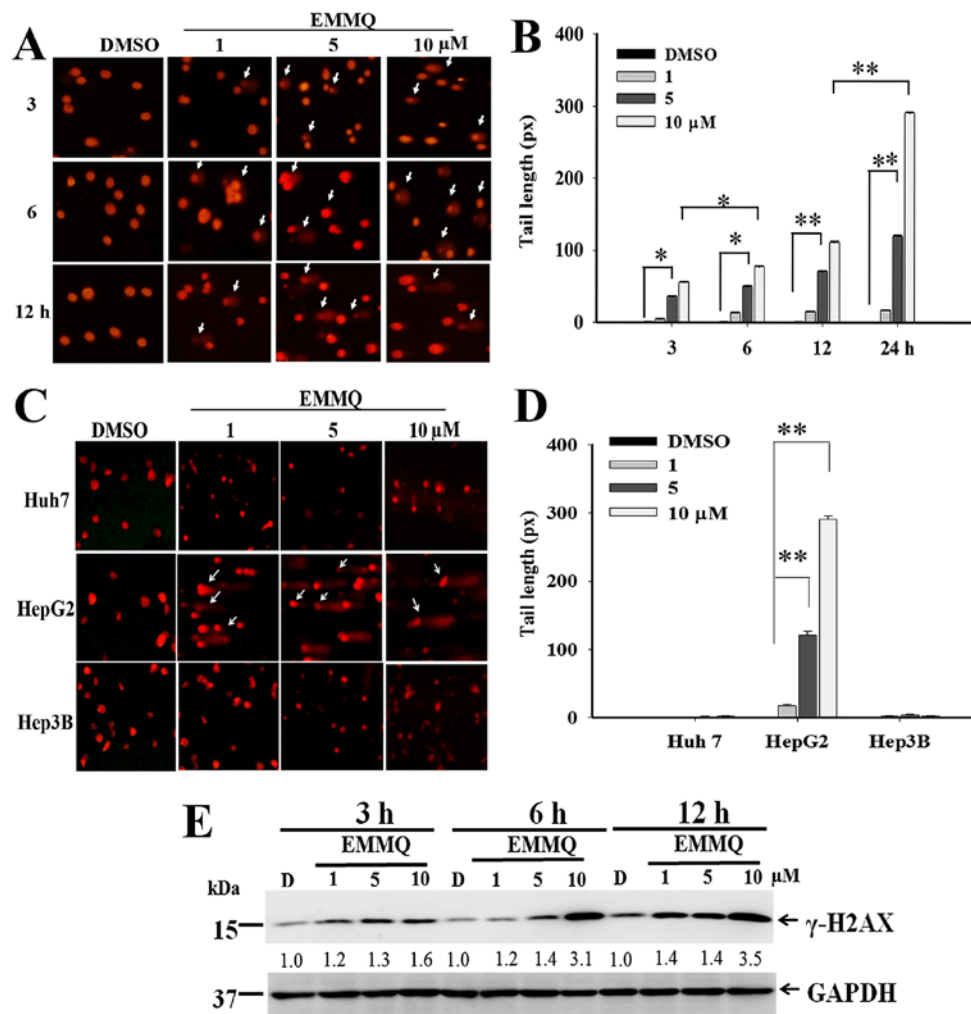 A
EMMQ
DMSO 1 5 10 μM
3
6
12 h
B
Tail length (px)
400
300
200
100
0
DMSO
1
5
10 μM
* * ** **
* **
3 6 12 24 h
C
EMMQ
DMSO 1 5 10 μM
Huh7
HepG2
Hep3B
D
Tail length (px)
400
300
200
100
0
DMSO
1
5
10 μM
**
**
Huh 7 HepG2 Hep3B
E
3 h 6 h 12 h
EMMQ EMMQ EMMQ
kDa D 1 5 10 D 1 5 10 D 1 5 10 μM
15 γ-H2AX
1.0 1.2 1.3 1.6 1.0 1.2 1.4 3.1 1.0 1.4 1.4 3.5
37 GAPDH